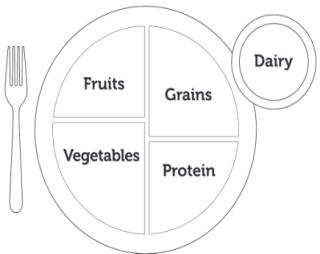 Fruits
Grains
Dairy
Vegetables
Protein